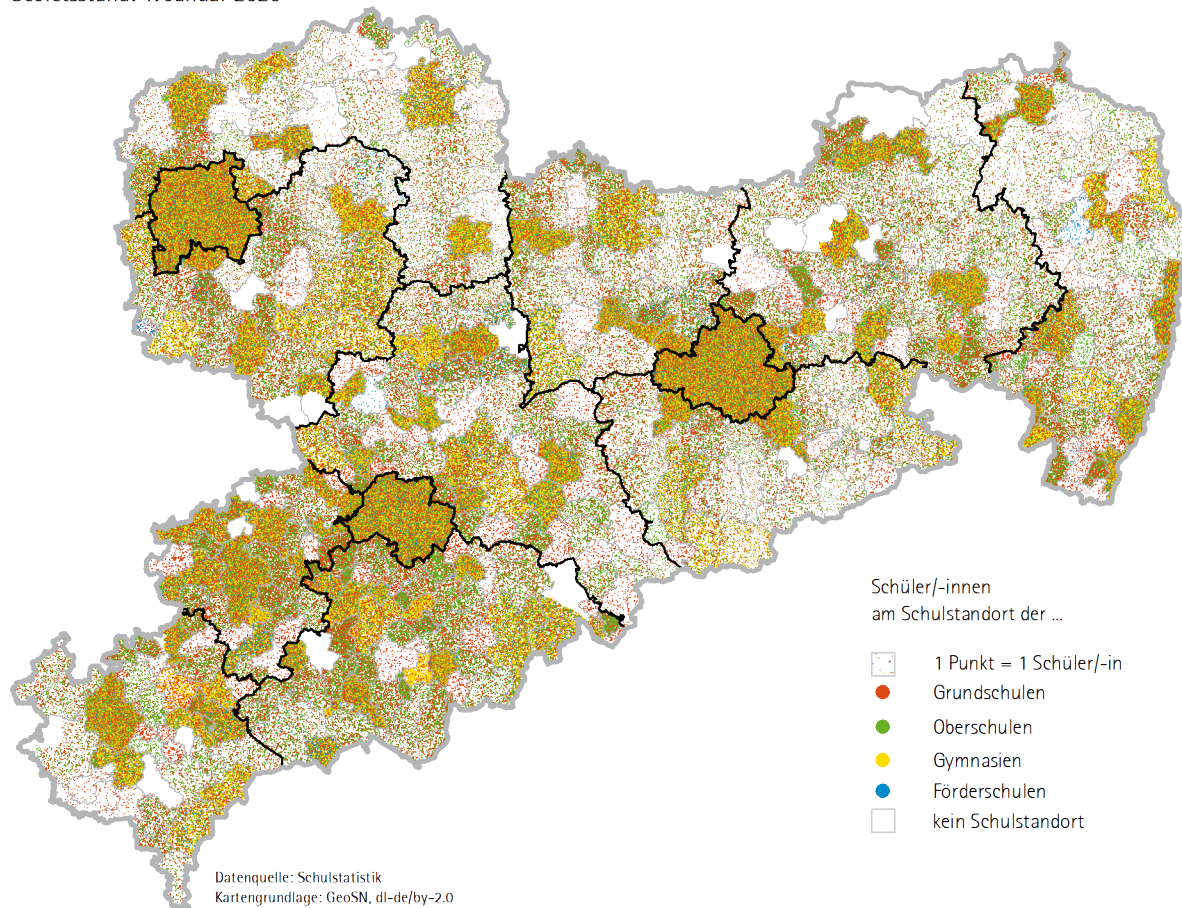 Schüler/-innen
am Schulstandort der ...
1 Punkt = 1 Schüler/-in
Grundschulen
Oberschulen
Gymnasien
Förderschulen
kein Schulstandort
Datenquelle: Schulstatistik
Kartengrundlage: GeoSN, dl-de/by-2.0